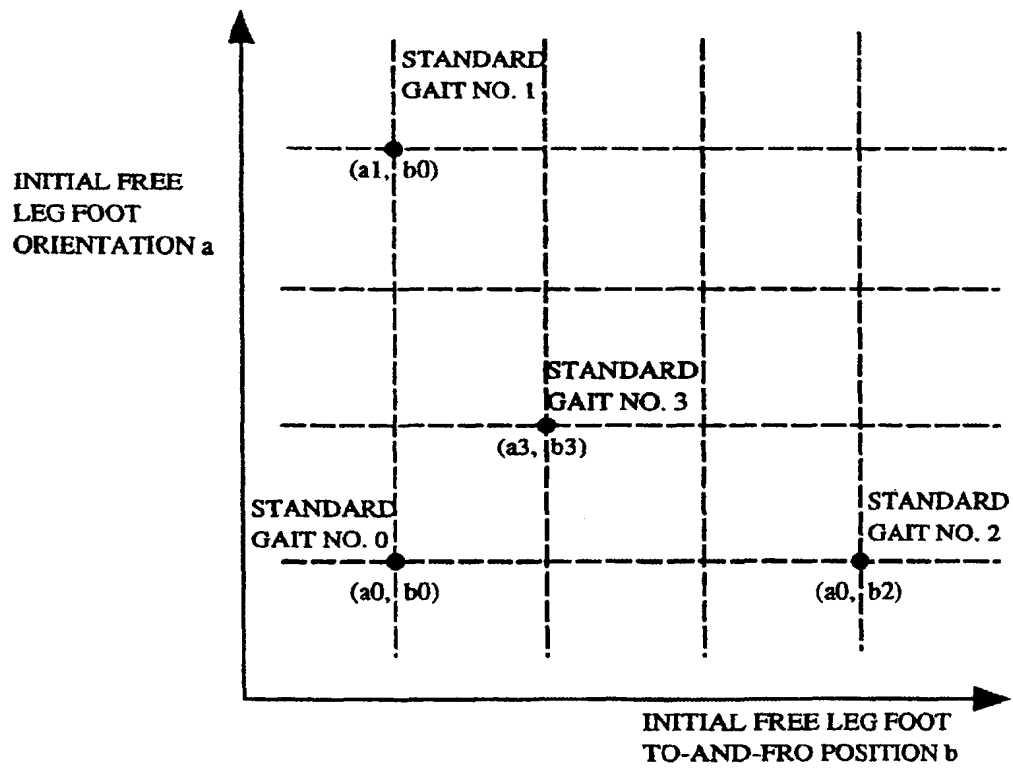 STANDARD
GAIT NO. 1
(a1, b0)
INITIAL FREE
LEG FOOT
ORIENTATION a
STANDARD
GAIT NO. 3
(a3, b3)
STANDARD
GAIT NO. 0
(a0, b0)
STANDARD
GAIT NO. 2
(a0, b2)
INITIAL FREE LEG FOOT
TO-AND-FRO POSITION b